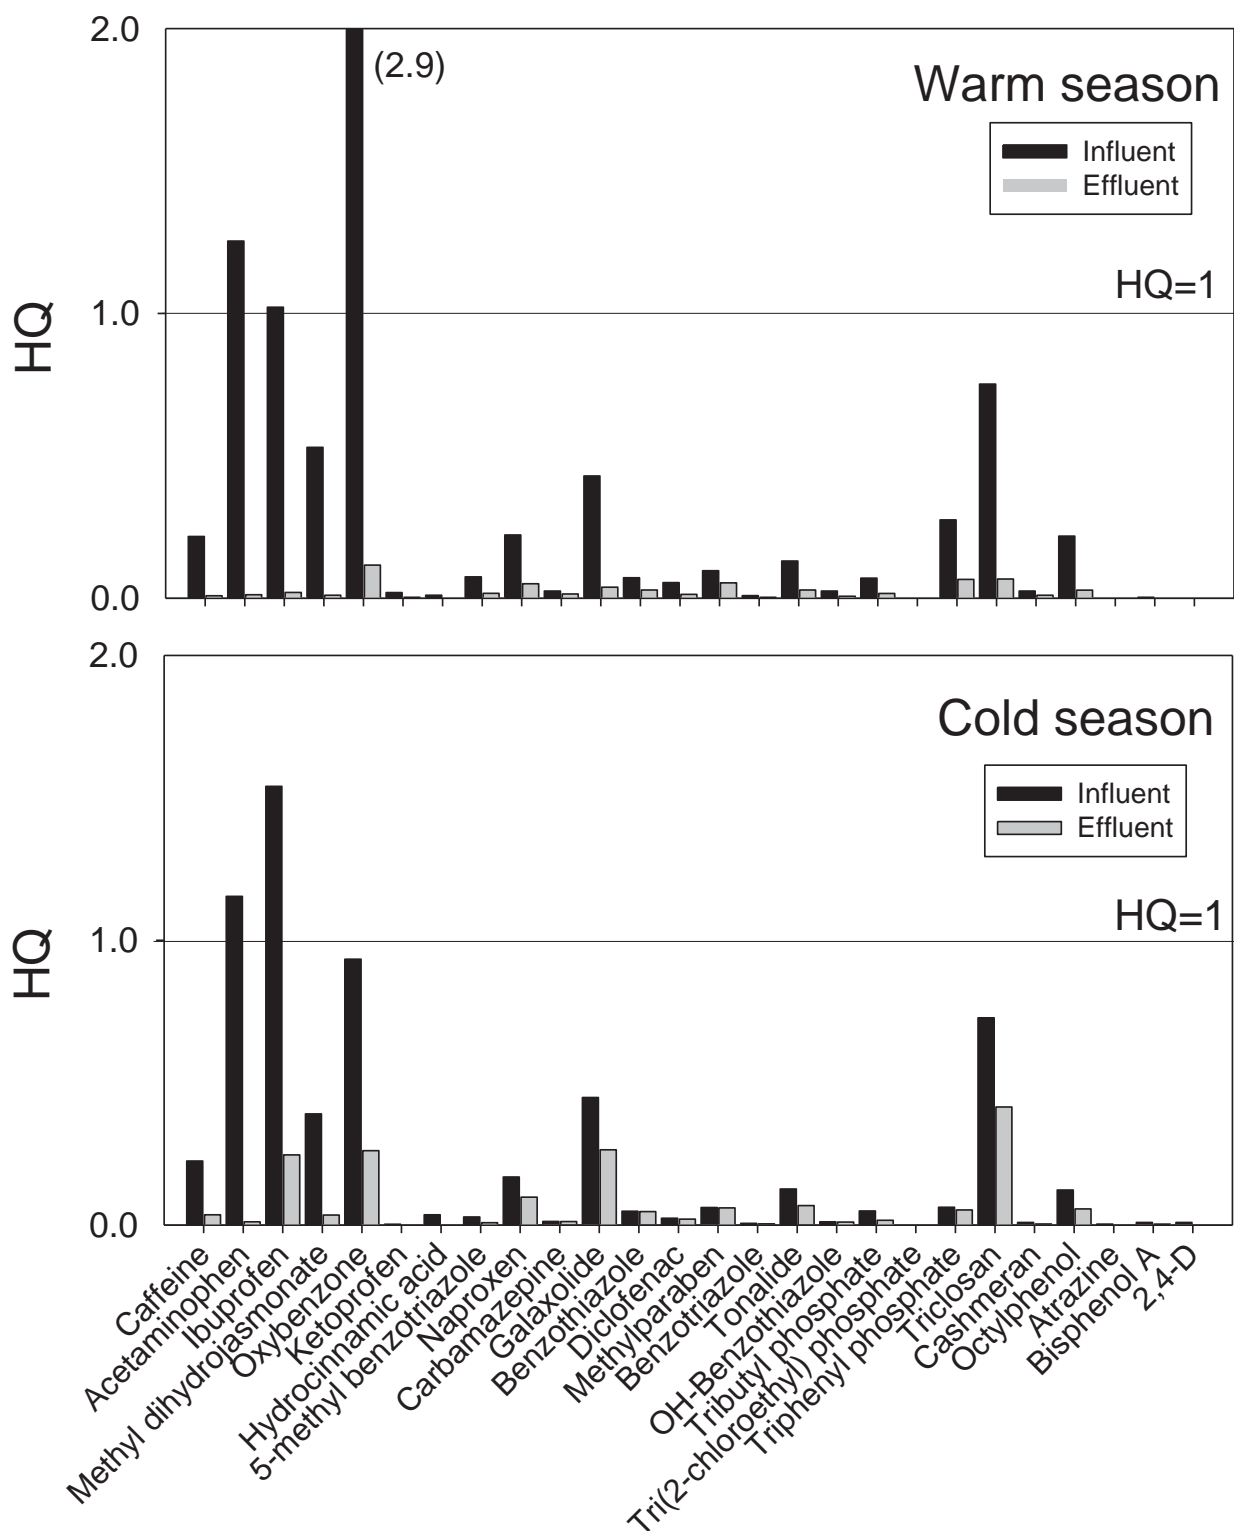 2.0
(2.9)
Warm season
Influent
Effluent
HQ=1
HQ
1.0
0.0
2.0
Cold season
Influent
Effluent
HQ=1
HQ
1.0
0.0
Caffeine
Acetaminophen
Ibuprofen
Methyl dihydrojasmonate
Oxybenzone
Ketoprofen
Hydrocinnamic acid
5-methyl benzotriazole
Naproxen
Carbamazepine
Galaxolide
Benzothiazole
Diclofenac
Methylparaben
Benzotriazole
Tonalide
OH-Benzothiazole
Tributyl phosphate
Tri(2-chloroethyl) phosphate
Triphenyl phosphate
Triclosan
Cashmeran
Octylphenol
Atrazine
Bisphenol A
2,4-D